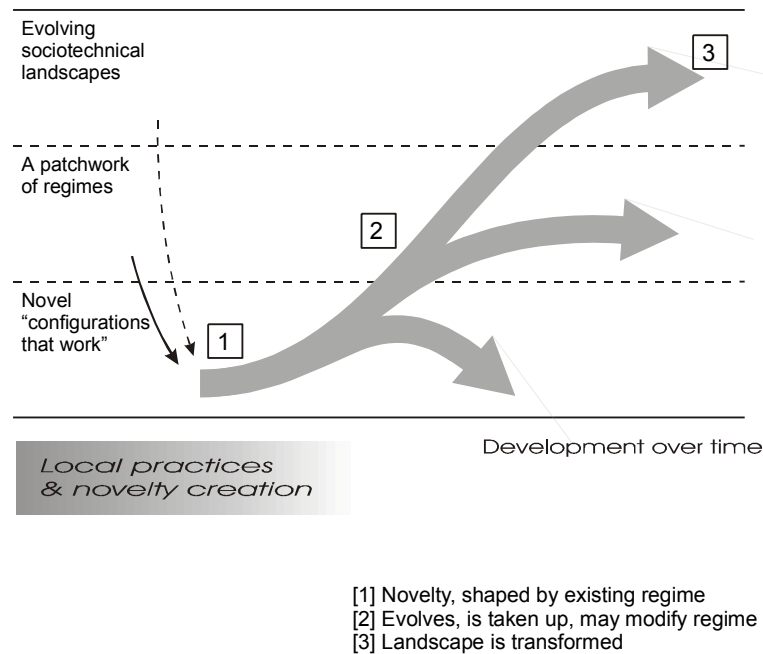 Evolving
sociotechnical
landscapes
3
A patchwork
of regimes
2
Novel
“configurations
that work”
1
Development over time
Local practices
& novelty creation
[1] Novelty, shaped by existing regime
[2] Evolves, is taken up, may modify regime
[3] Landscape is transformed